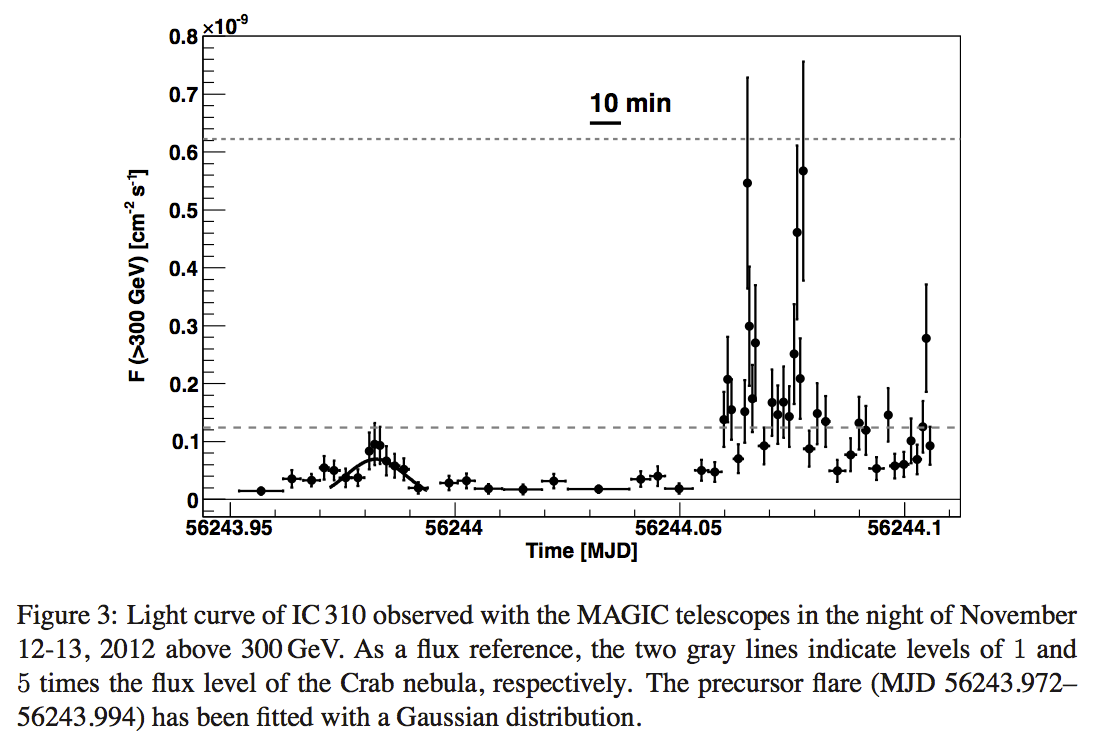 ×10⁻⁹
0.8
0.7
10 min
0.6
0.5
0.4
0.3
0.2
0.1
0
F (>300 GeV) [cm⁻² s⁻¹]
56243.95 56244 56244.05 56244.1
Time [MJD]
Figure 3: Light curve of IC 310 observed with the MAGIC telescopes in the night of November
12-13, 2012 above 300 GeV. As a flux reference, the two gray lines indicate levels of 1 and
5 times the flux level of the Crab nebula, respectively. The precursor flare (MJD 56243.972–
56243.994) has been fitted with a Gaussian distribution.